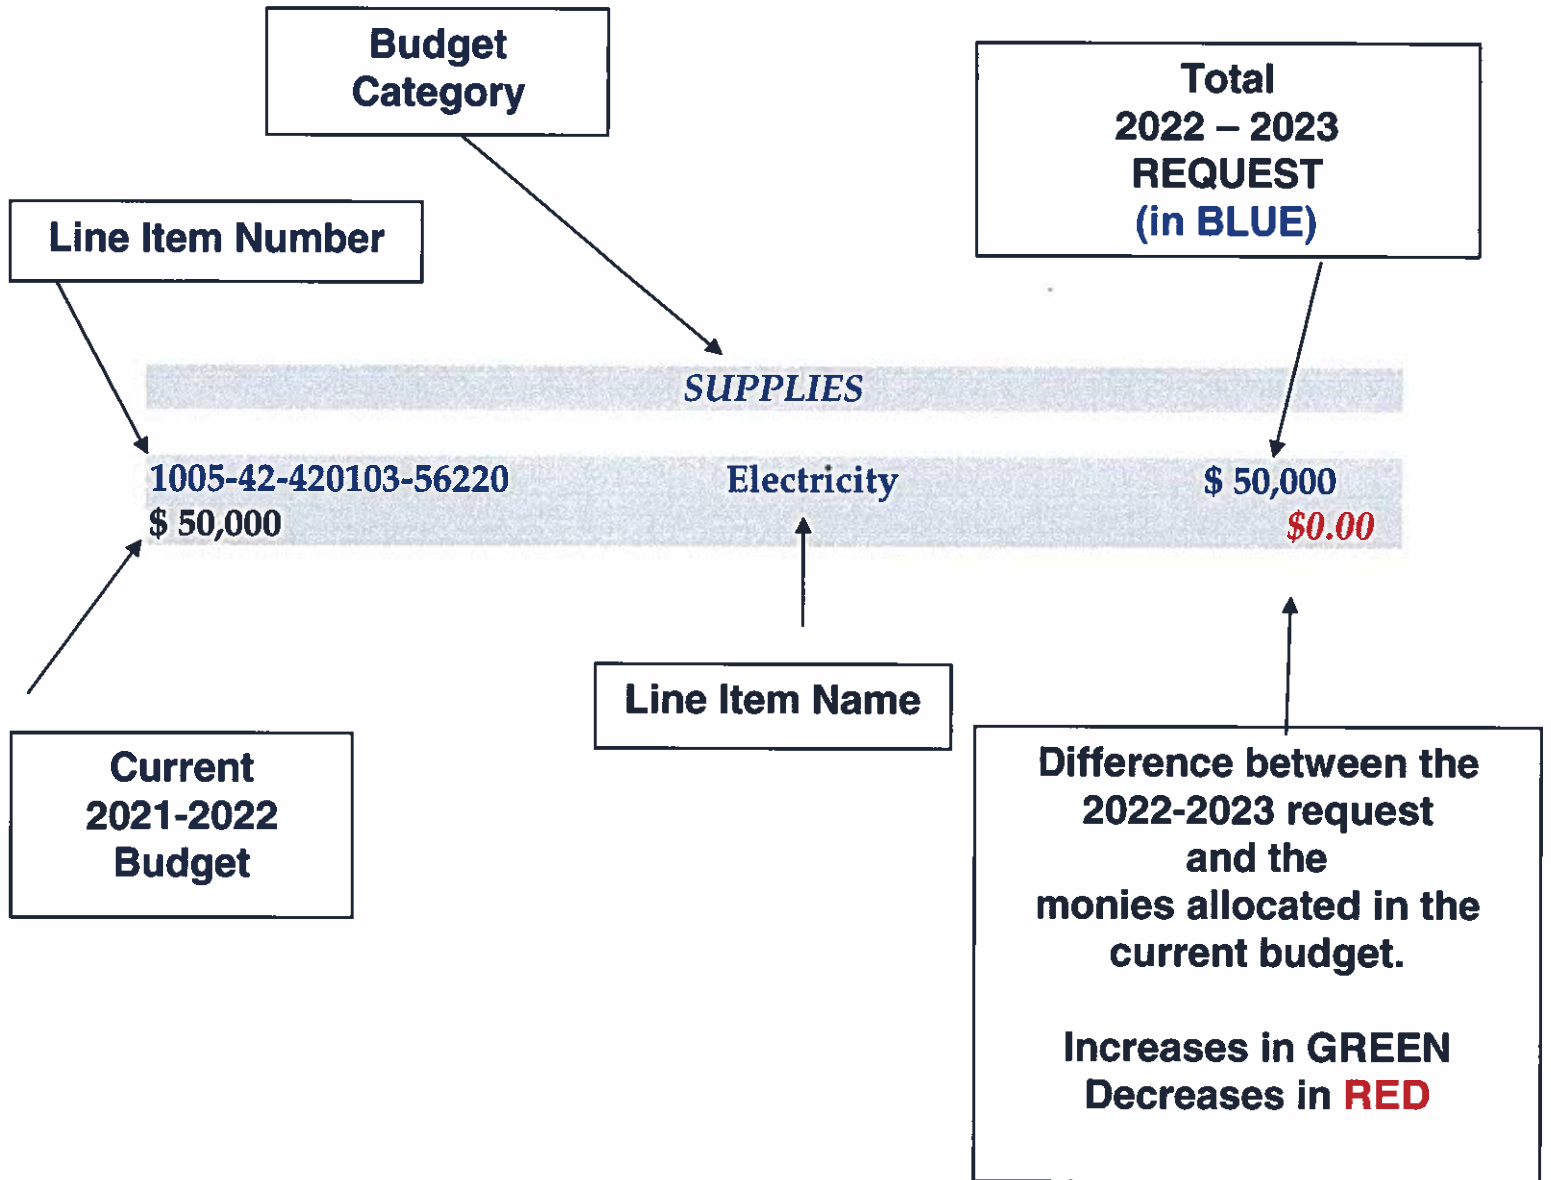 Budget
Category
Total
2022 – 2023
REQUEST
(in BLUE)
Line Item Number
SUPPLIES
1005-42-420103-56220 Electricity $ 50,000
$ 50,000 $0.00
Line Item Name
Current
2021-2022
Budget
Difference between the
2022-2023 request
and the
monies allocated in the
current budget.
Increases in GREEN
Decreases in RED